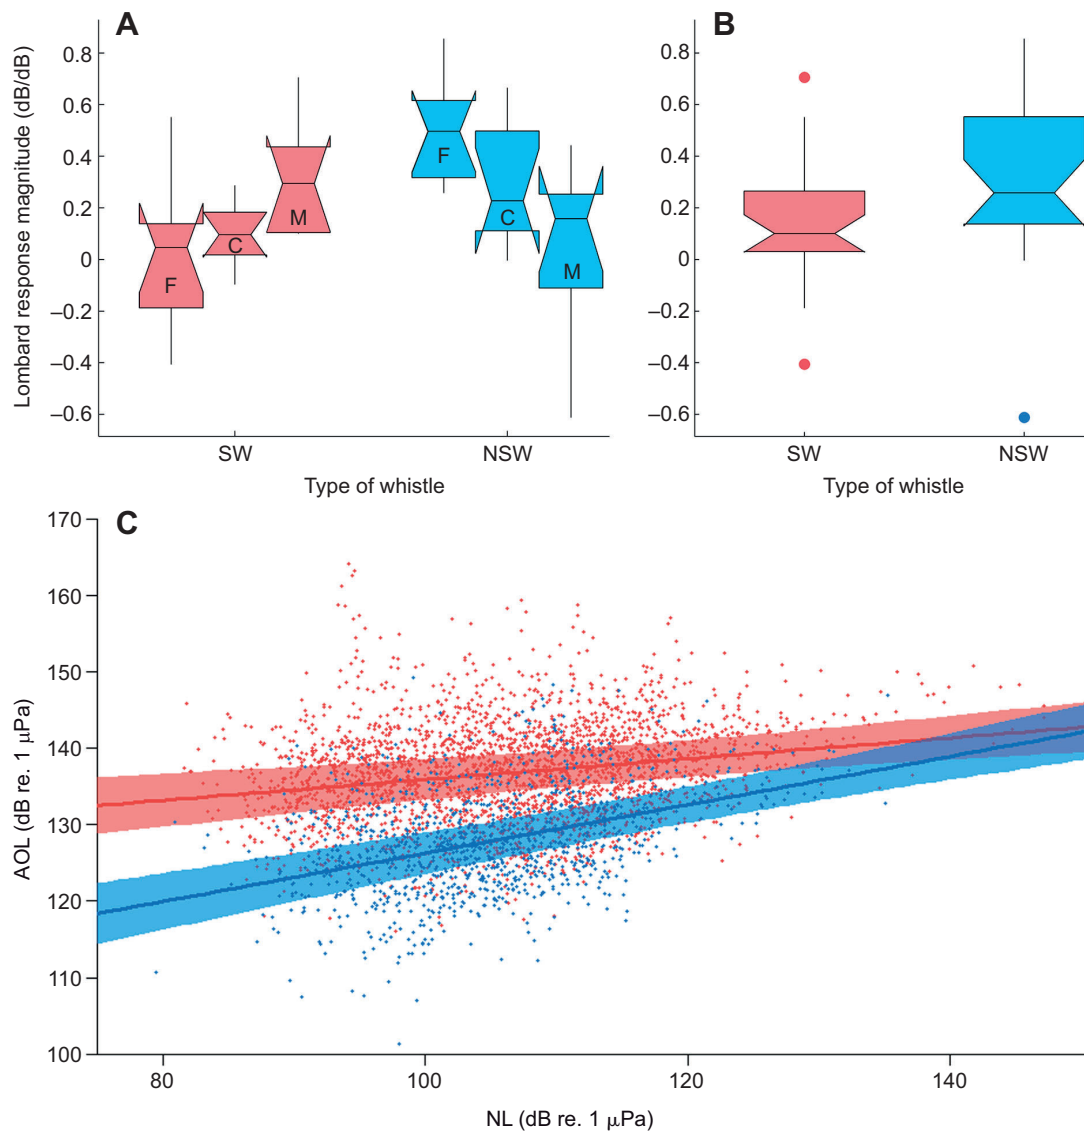 A
B
Lombard response magnitude (dB/dB)
0.8
0.6
0.4
0.2
0
–0.2
–0.4
–0.6
F
C
M
F
C
M
SW
NSW
Type of whistle
0.8
0.6
0.4
0.2
0
–0.2
–0.4
–0.6
SW
NSW
Type of whistle
C
AOL (dB re. 1 μPa)
170
160
150
140
130
120
110
100
80
100
120
140
NL (dB re. 1 μPa)